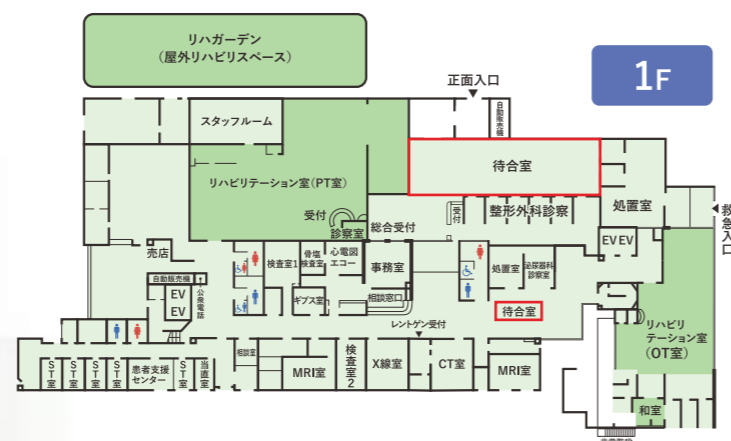 リハガーデン
（屋外リハビリスペース）
1F
正面入口
自動販売機
スタッフルーム
待合室
リハビリテーション室（PT室）
受付
診察室
総合受付
受付
整形外科診察
処置室
救急入口
売店
検査室1
骨塩
検査室
心電図
エコー
事務室
処置室
泌尿器科
診察室
EV EV
自動販売機
公衆電話
EV
EV
ギプス室
相談窓口
待合室
レントゲン受付
リハビリ
テーション室
（OT室）
ST室
ST室
ST室
ST室
患者支援
センター
ST室
当直室
相談室
MRI室
検査室2
X線室
CT室
MRI室
和室